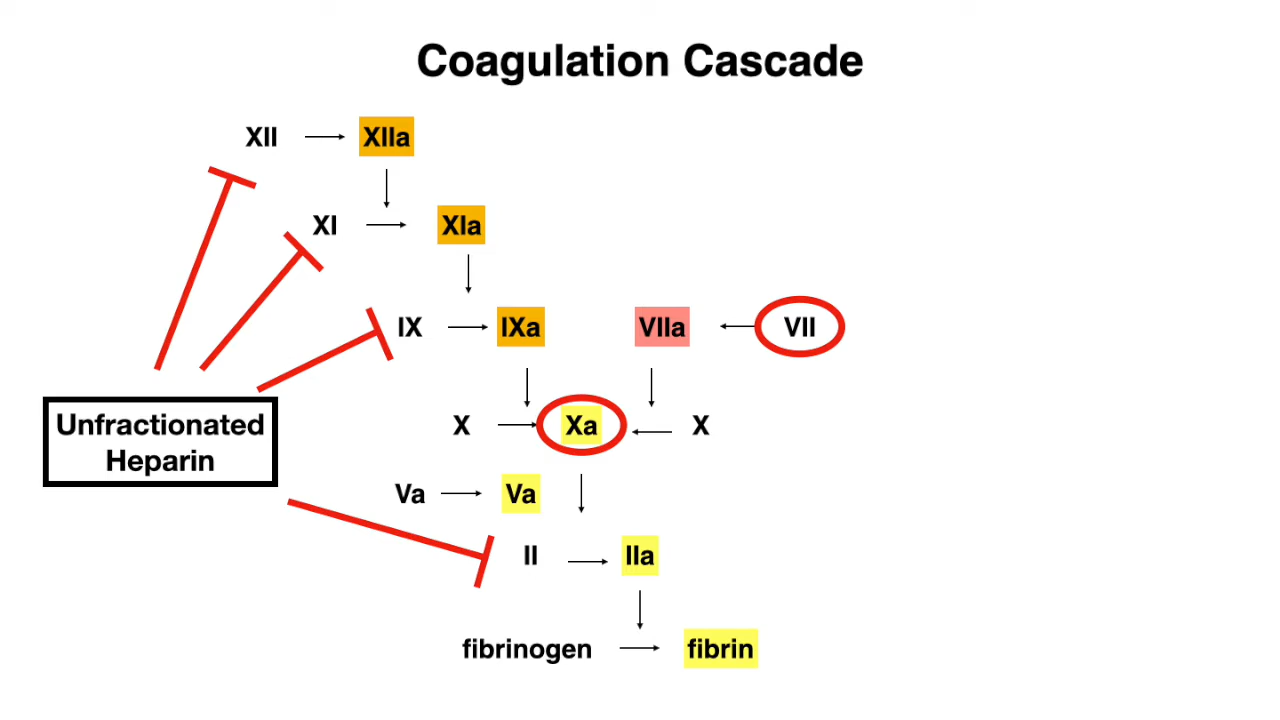 Coagulation Cascade
XII XIIa
XI XIa
IX IXa VIIa VII
X Xa X
Unfractionated
Heparin
Va Va
II IIa
fibrinogen fibrin